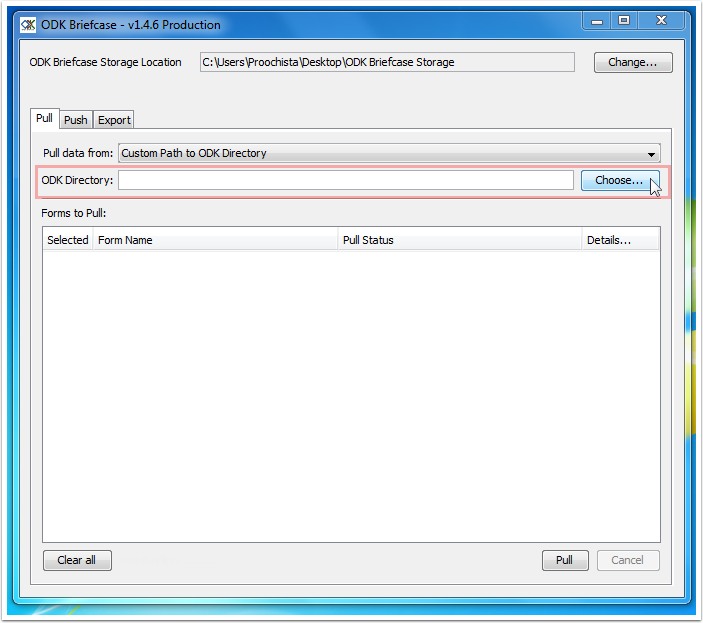 ODK Briefcase - v1.4.6 Production
ODK Briefcase Storage Location C:\Users\Proochista\Desktop\ODK Briefcase Storage Change...
Pull Push Export
Pull data from: Custom Path to ODK Directory
ODK Directory: Choose...
Forms to Pull:
Selected Form Name Pull Status Details...
Clear all Pull Cancel